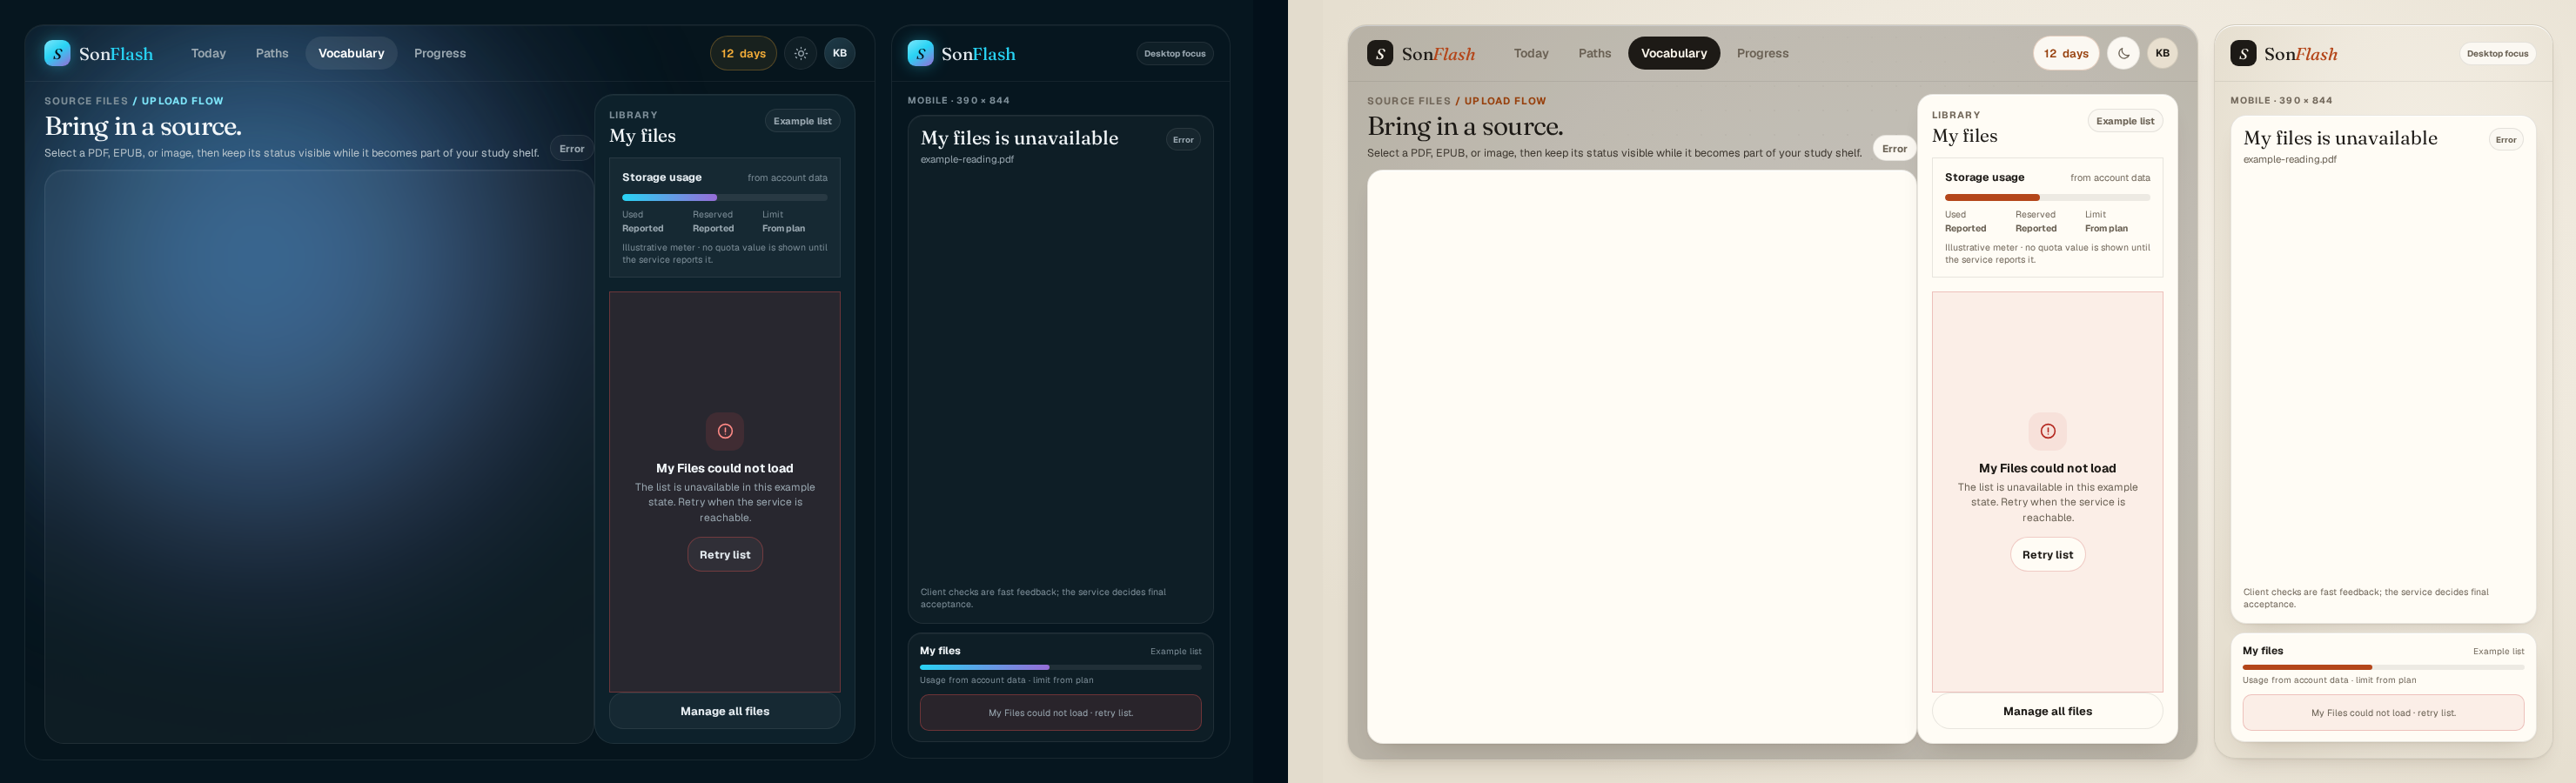 SonFlash
Today
Paths
Vocabulary
Progress
12 days
KB
SOURCE FILES / UPLOAD FLOW
Bring in a source.
Select a PDF, EPUB, or image, then keep its status visible while it becomes part of your study shelf.
Error
LIBRARY
My files
Example list
Storage usage
from account data
Used
Reserved
Limit
Reported
Reported
From plan
Illustrative meter · no quota value is shown until
the service reports it.
My Files could not load
The list is unavailable in this example
state. Retry when the service is
reachable.
Retry list
Manage all files
SonFlash
Desktop focus
MOBILE · 390 × 844
My files is unavailable
Error
example-reading.pdf
Client checks are fast feedback; the service decides final
acceptance.
My files
Example list
Usage from account data · limit from plan
My Files could not load · retry list.
SonFlash
Today
Paths
Vocabulary
Progress
12 days
KB
SOURCE FILES / UPLOAD FLOW
Bring in a source.
Select a PDF, EPUB, or image, then keep its status visible while it becomes part of your study shelf.
Error
LIBRARY
My files
Example list
Storage usage
from account data
Used
Reserved
Limit
Reported
Reported
From plan
Illustrative meter · no quota value is shown until
the service reports it.
My Files could not load
The list is unavailable in this example
state. Retry when the service is
reachable.
Retry list
Manage all files
SonFlash
Desktop focus
MOBILE · 390 × 844
My files is unavailable
Error
example-reading.pdf
Client checks are fast feedback; the service decides final
acceptance.
My files
Example list
Usage from account data · limit from plan
My Files could not load · retry list.